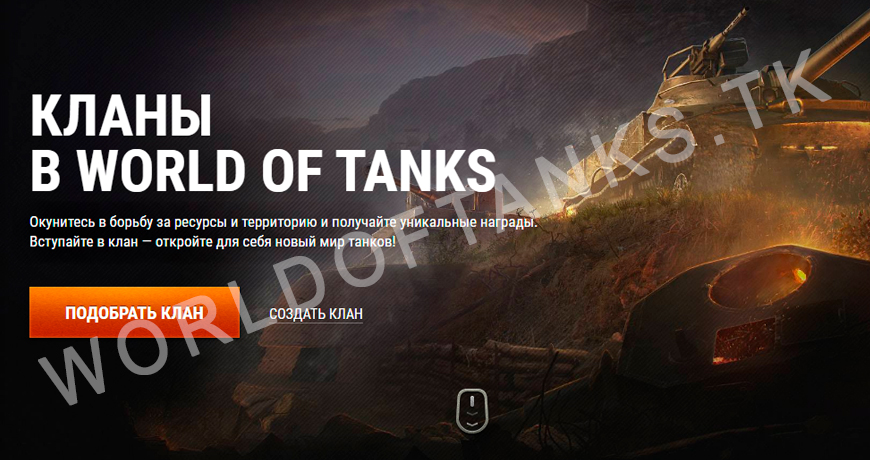 КЛАНЫ
В WORLD OF TANKS
Окунитесь в борьбу за ресурсы и территорию и получайте уникальные награды.
Вступайте в клан — откройте для себя новый мир танков!
ПОДОБРАТЬ КЛАН
СОЗДАТЬ КЛАН
WORLDOFTANKS.TK